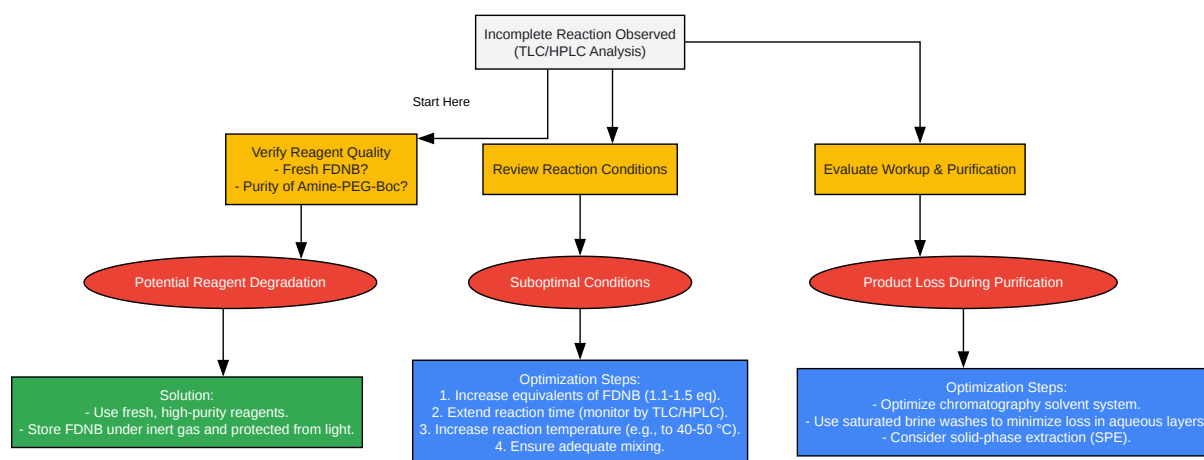 Incomplete Reaction Observed
(TLC/HPLC Analysis)
Start Here
Verify Reagent Quality
- Fresh FDNB?
- Purity of Amine-PEG-Boc?
Review Reaction Conditions
Evaluate Workup & Purification
Potential Reagent Degradation
Suboptimal Conditions
Product Loss During Purification
Solution:
- Use fresh, high-purity reagents.
- Store FDNB under inert gas and protected from light.
Optimization Steps:
1. Increase equivalents of FDNB (1.1-1.5 eq).
2. Extend reaction time (monitor by TLC/HPLC).
3. Increase reaction temperature (e.g., to 40-50 °C).
4. Ensure adequate mixing.
Optimization Steps:
- Optimize chromatography solvent system.
- Use saturated brine washes to minimize loss in aqueous layers.
- Consider solid-phase extraction (SPE).